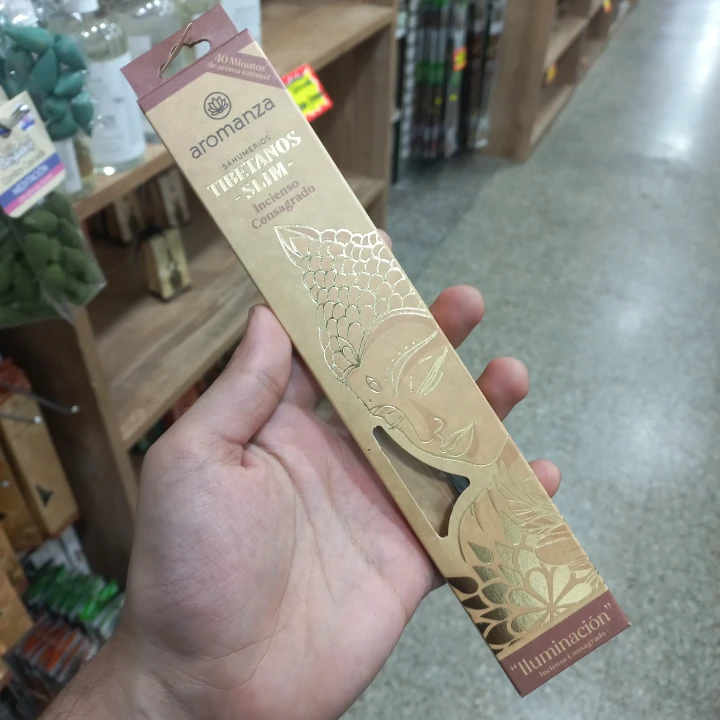 40 Minutos
de aroma intenso!
aromanza
SAHUMERIOS
TIBETANOS
-SLIM-
Incienso
Consagrado
"Iluminación"
Incienso Consagrado